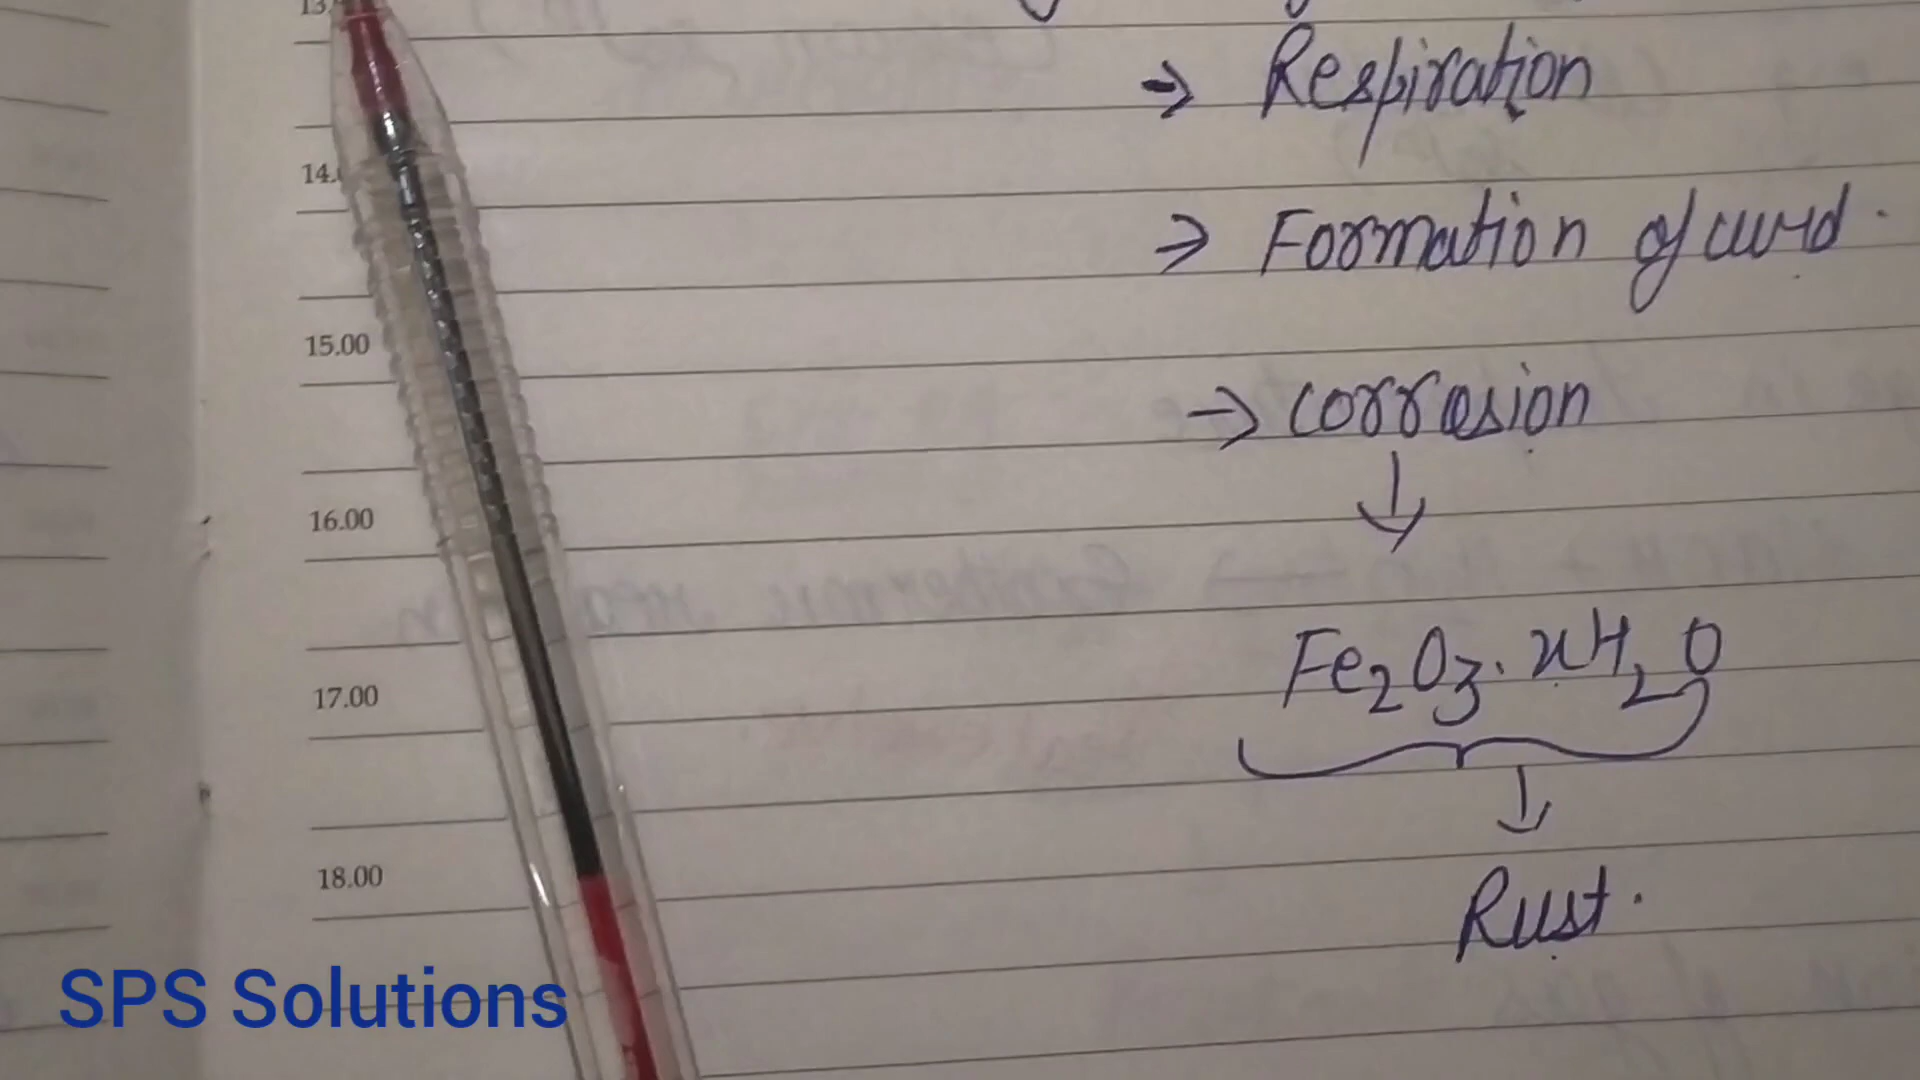 → Respiration
14.
→ Formation of curd.
15.00
→ corrosion
16.00
↓
Fe₂O₃.xH₂O
17.00
↓
18.00
Rust.
SPS Solutions